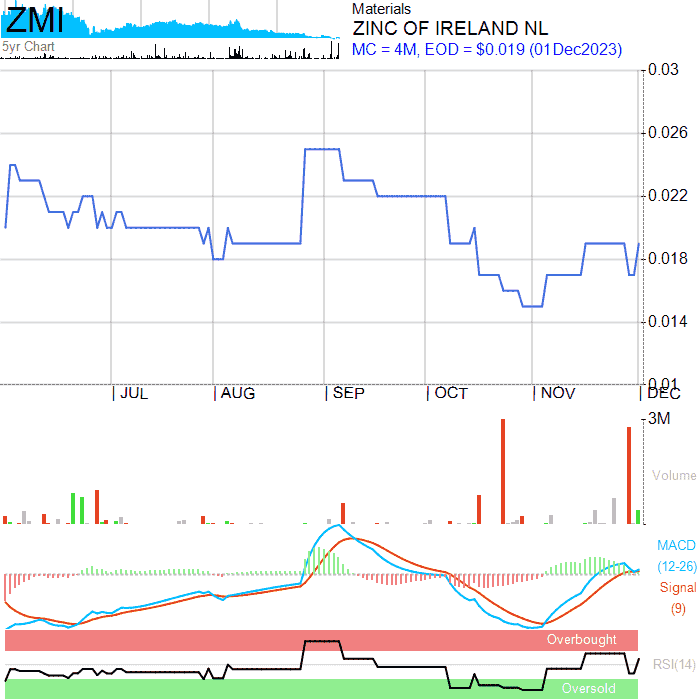 ZMI
5yr Chart
Materials
ZINC OF IRELAND NL
MC = 4M, EOD = $0.019 (01Dec2023)
0.03
0.026
0.022
0.018
0.014
0.01
JUL AUG SEP OCT NOV DEC
3M
Volume
MACD
(12-26)
Signal
(9)
Overbought
RSI(14)
Oversold